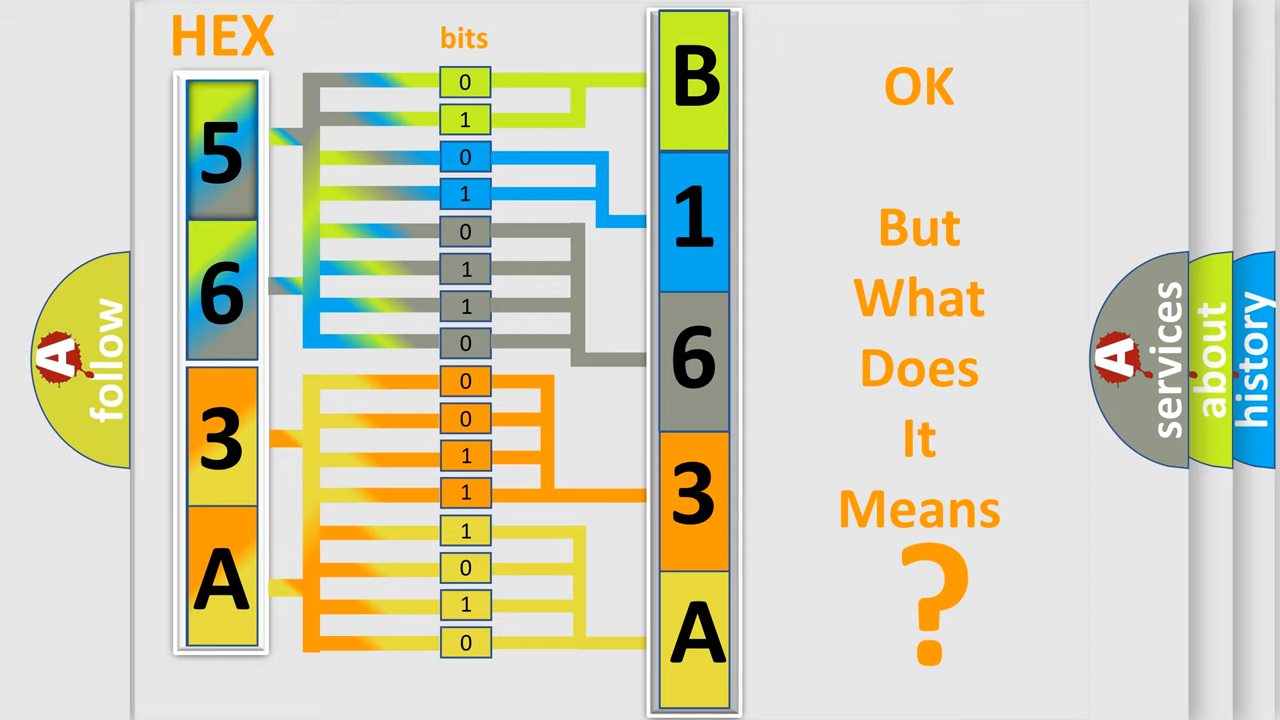 HEX
bits
5
6
3
A
0
1
0
1
0
1
1
0
0
0
1
1
1
0
1
0
B
1
6
3
A
OK
But
What
Does
It
Means
?
A
follow
A
services
about
history